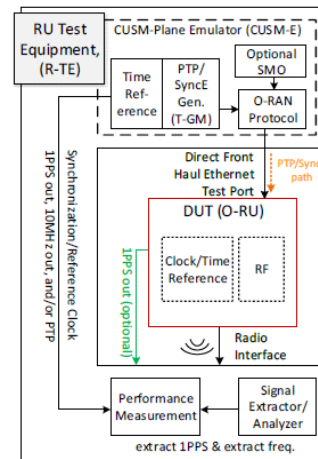 RU Test
Equipment,
(R-TE)
CUSM-Plane Emulator (CUSM-E)
Time
Ref-
erence
PTP/
SyncE
Gen.
(T-GM)
Optional
SMO
O-RAN
Protocol
Direct Front
Haul Ethernet
Test Port
PTP/Sync
path
DUT (O-RU)
Clock/Time
Reference
RF
1PPS out (optional)
Synchronization/Reference Clock
1PPS out, 10MHz out, and/or PTP
Radio
Interface
Performance
Measurement
Signal
Extractor/
Analyzer
extract 1PPS & extract freq.